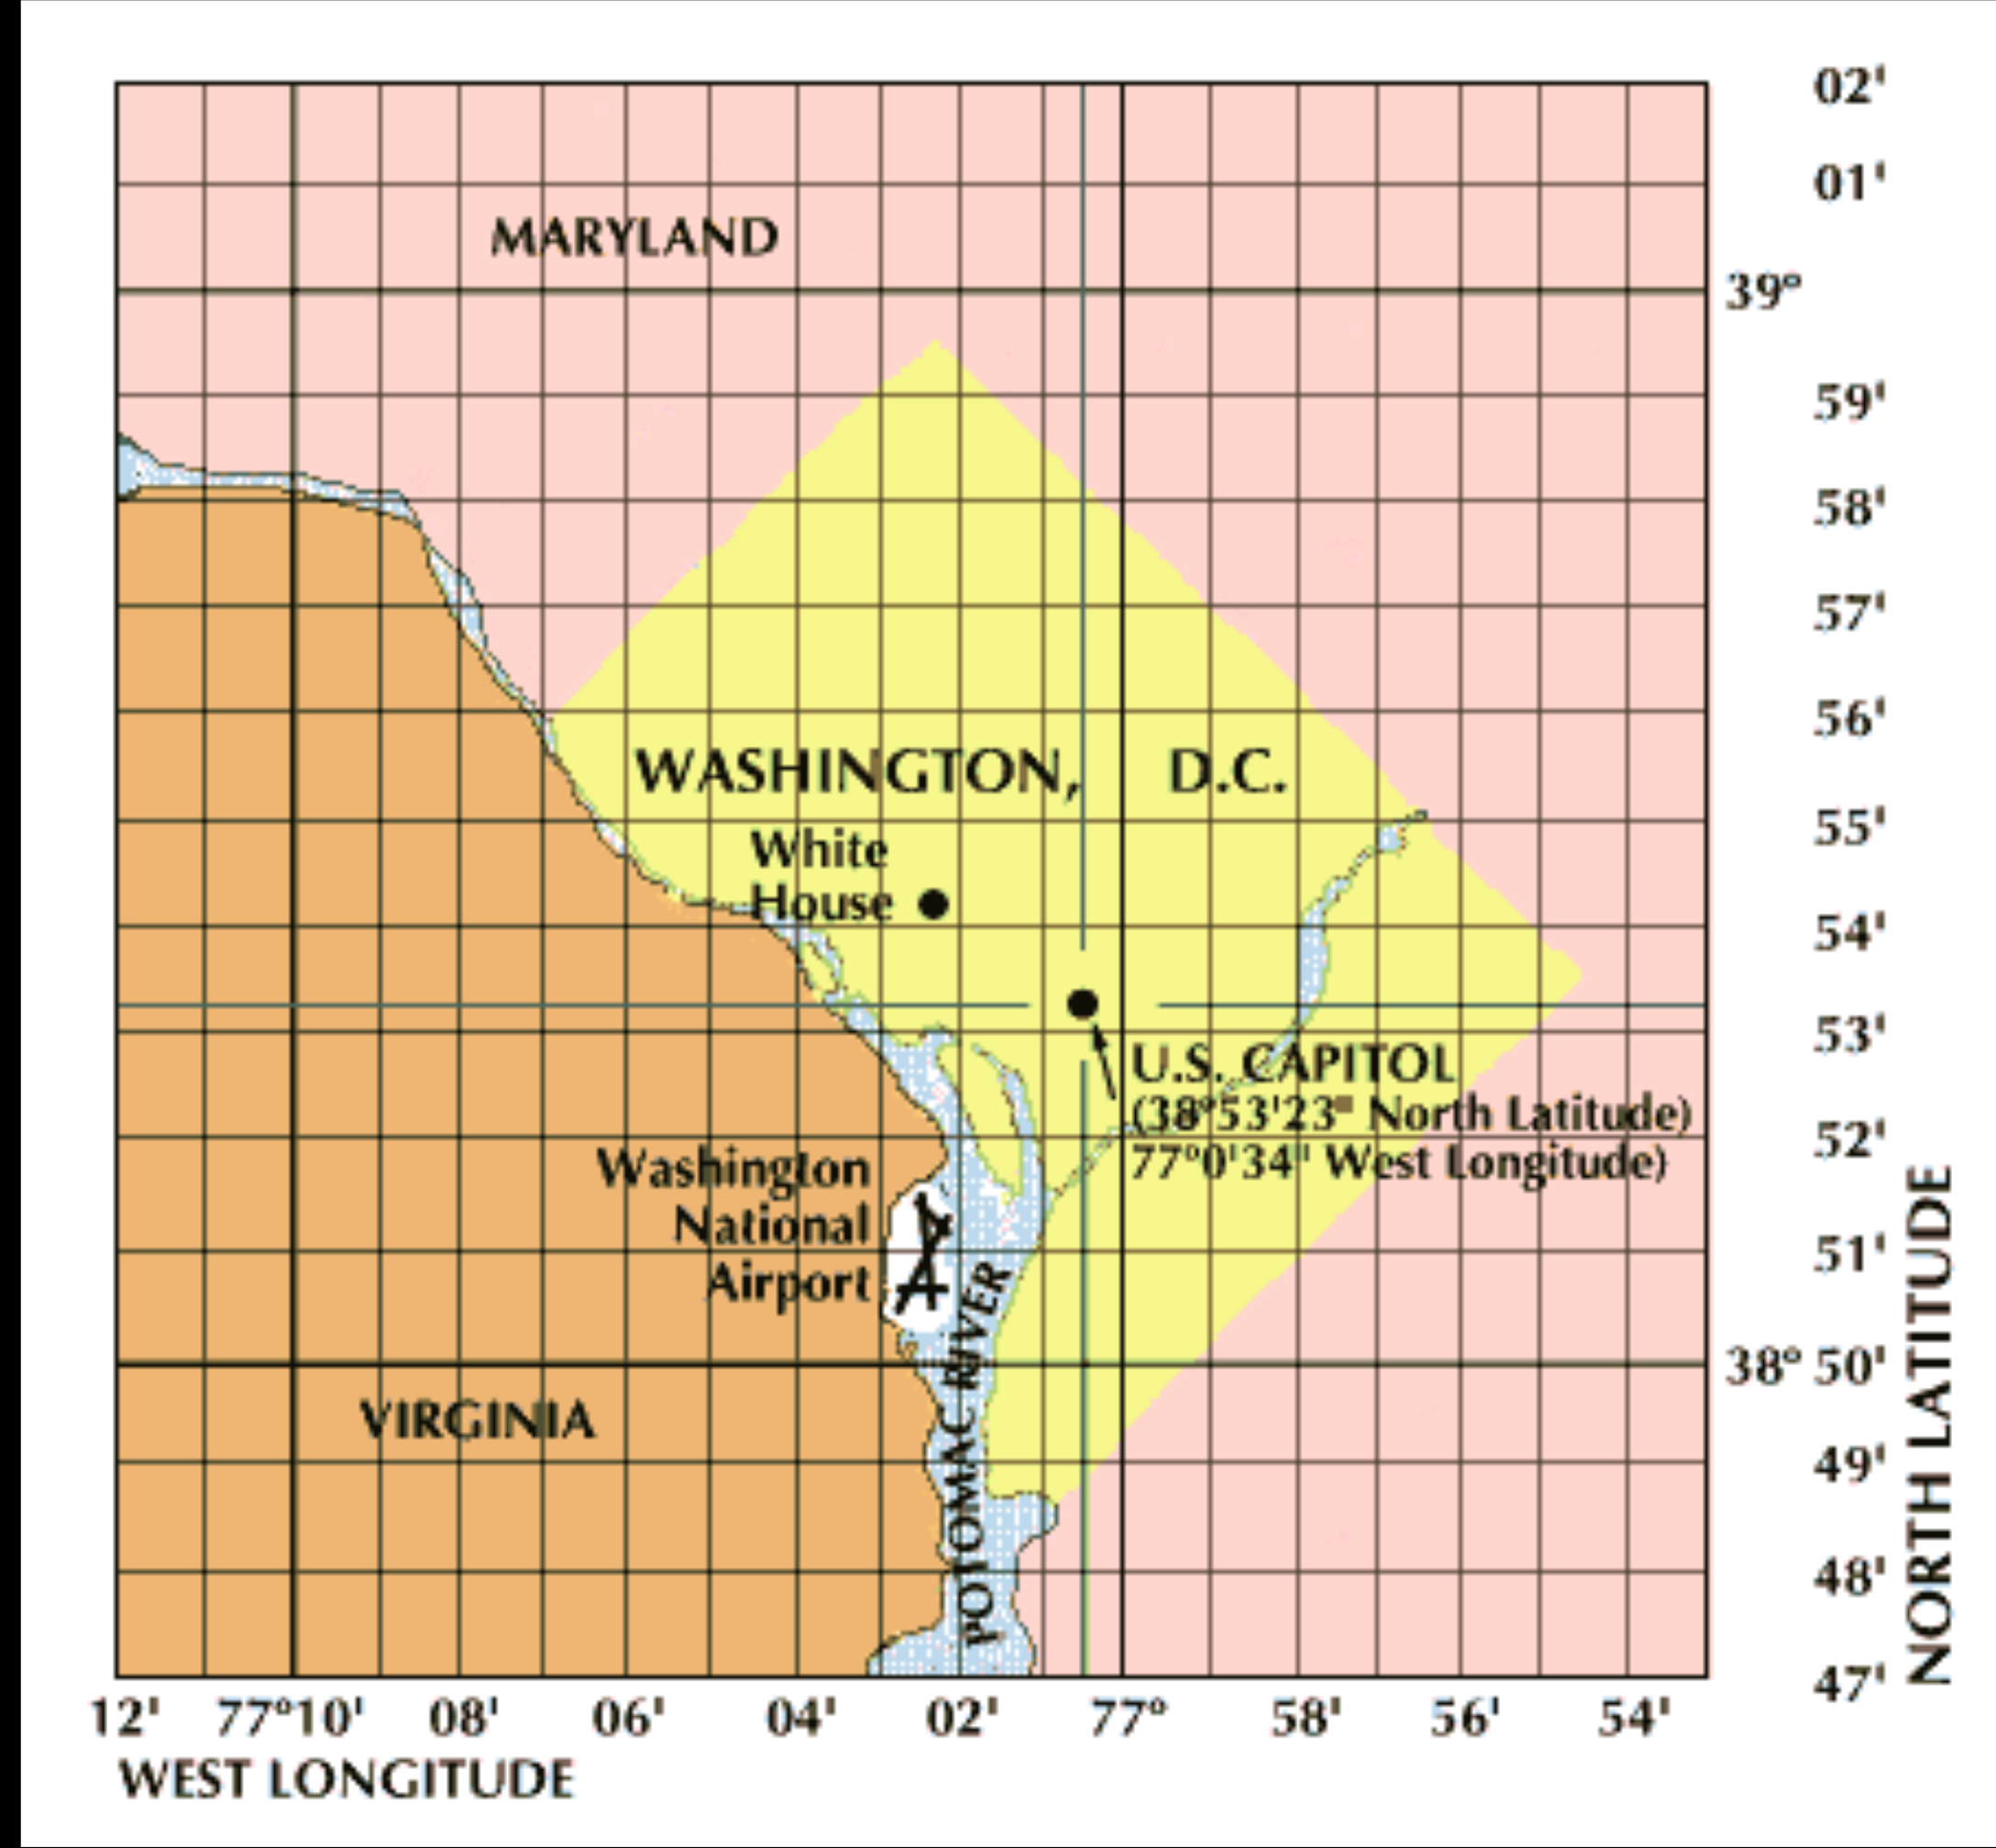 02'
01'
MARYLAND
39°
59'
58'
57'
56'
WASHINGTON, D.C.
55'
White
House
54'
53'
U.S. CAPITOL
(38°53'23" North Latitude)
52'
77°0'34" West Longitude)
Washington
National
Airport
51'
POTOMAC RIVER
38° 50'
VIRGINIA
49'
48'
47'
NORTH LATITUDE
12' 77°10' 08' 06' 04' 02' 77° 58' 56' 54'
WEST LONGITUDE